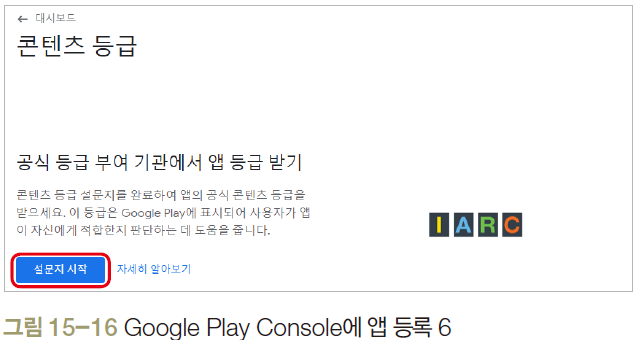 ← 대시보드
콘텐츠 등급
공식 등급 부여 기관에서 앱 등급 받기
콘텐츠 등급 설문지를 완료하여 앱의 공식 콘텐츠 등급을
받으세요. 이 등급은 Google Play에 표시되어 사용자가 앱
이 자신에게 적합한지 판단하는 데 도움을 줍니다.
IARC
설문지 시작 자세히 알아보기
그림 15-16 Google Play Console에 앱 등록 6